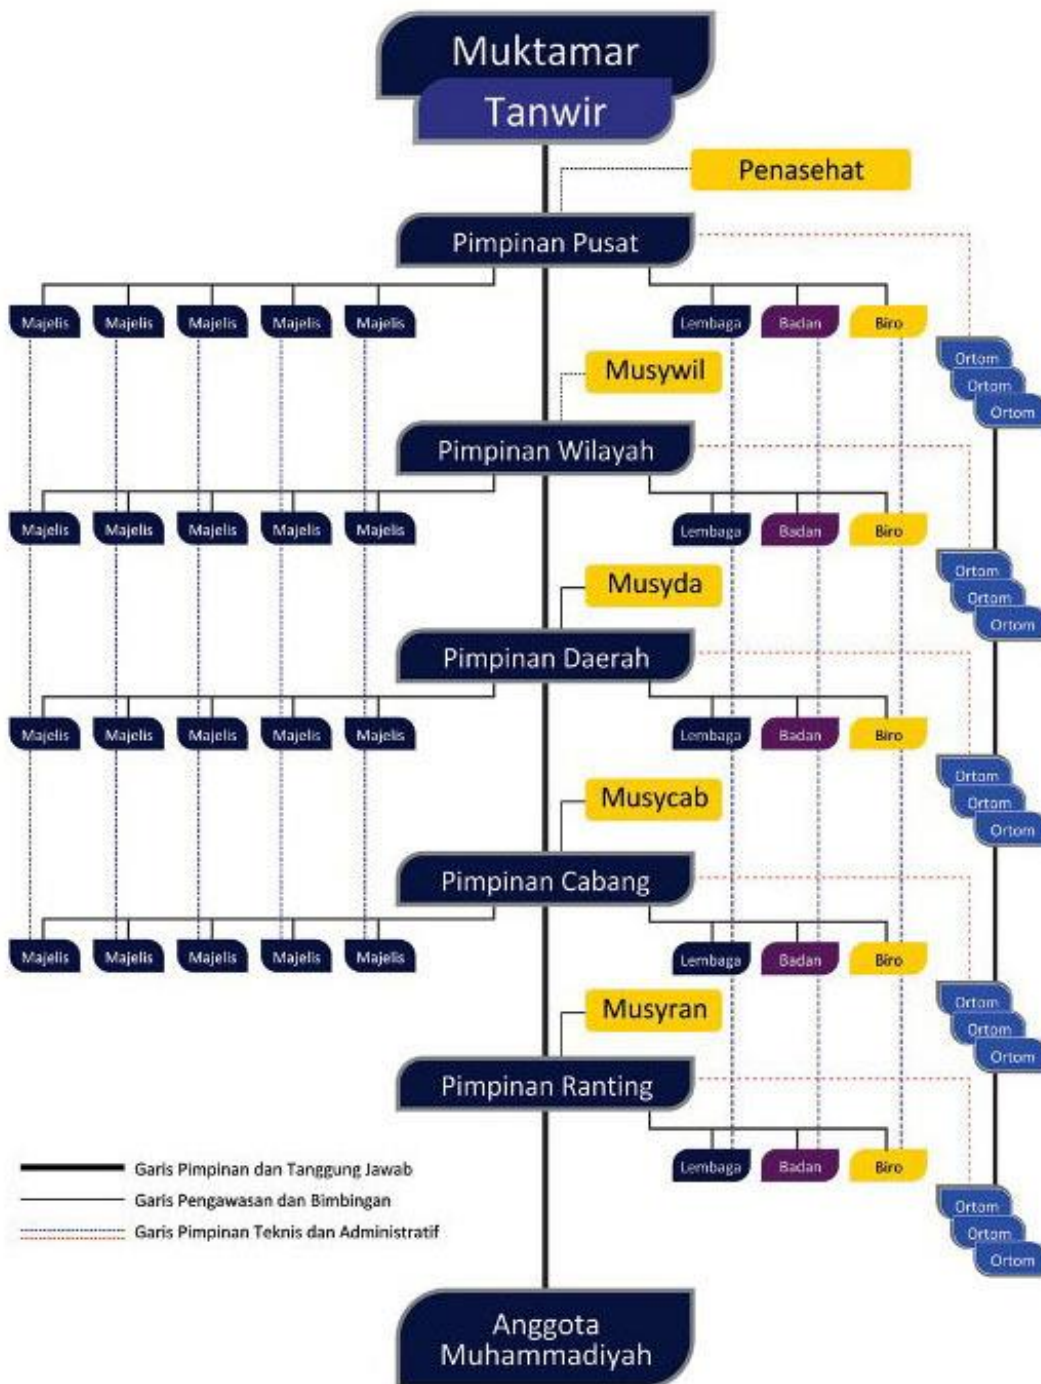 Muktamar
Tanwir
Penasehat
Pimpinan Pusat
Majelis Majelis Majelis Majelis Majelis Lembaga Badan Biro
Ortom
Ortom
Ortom
Musywil
Pimpinan Wilayah
Majelis Majelis Majelis Majelis Majelis Lembaga Badan Biro
Ortom
Ortom
Ortom
Musyda
Pimpinan Daerah
Majelis Majelis Majelis Majelis Majelis Lembaga Badan Biro
Ortom
Ortom
Ortom
Musycab
Pimpinan Cabang
Majelis Majelis Majelis Majelis Majelis Lembaga Badan Biro
Ortom
Ortom
Ortom
Musyran
Pimpinan Ranting
Lembaga Badan Biro
Ortom
Ortom
Ortom
Garis Pimpinan dan Tanggung Jawab
Garis Pengawasan dan Bimbingan
Garis Pimpinan Teknis dan Administratif
Anggota
Muhammadiyah